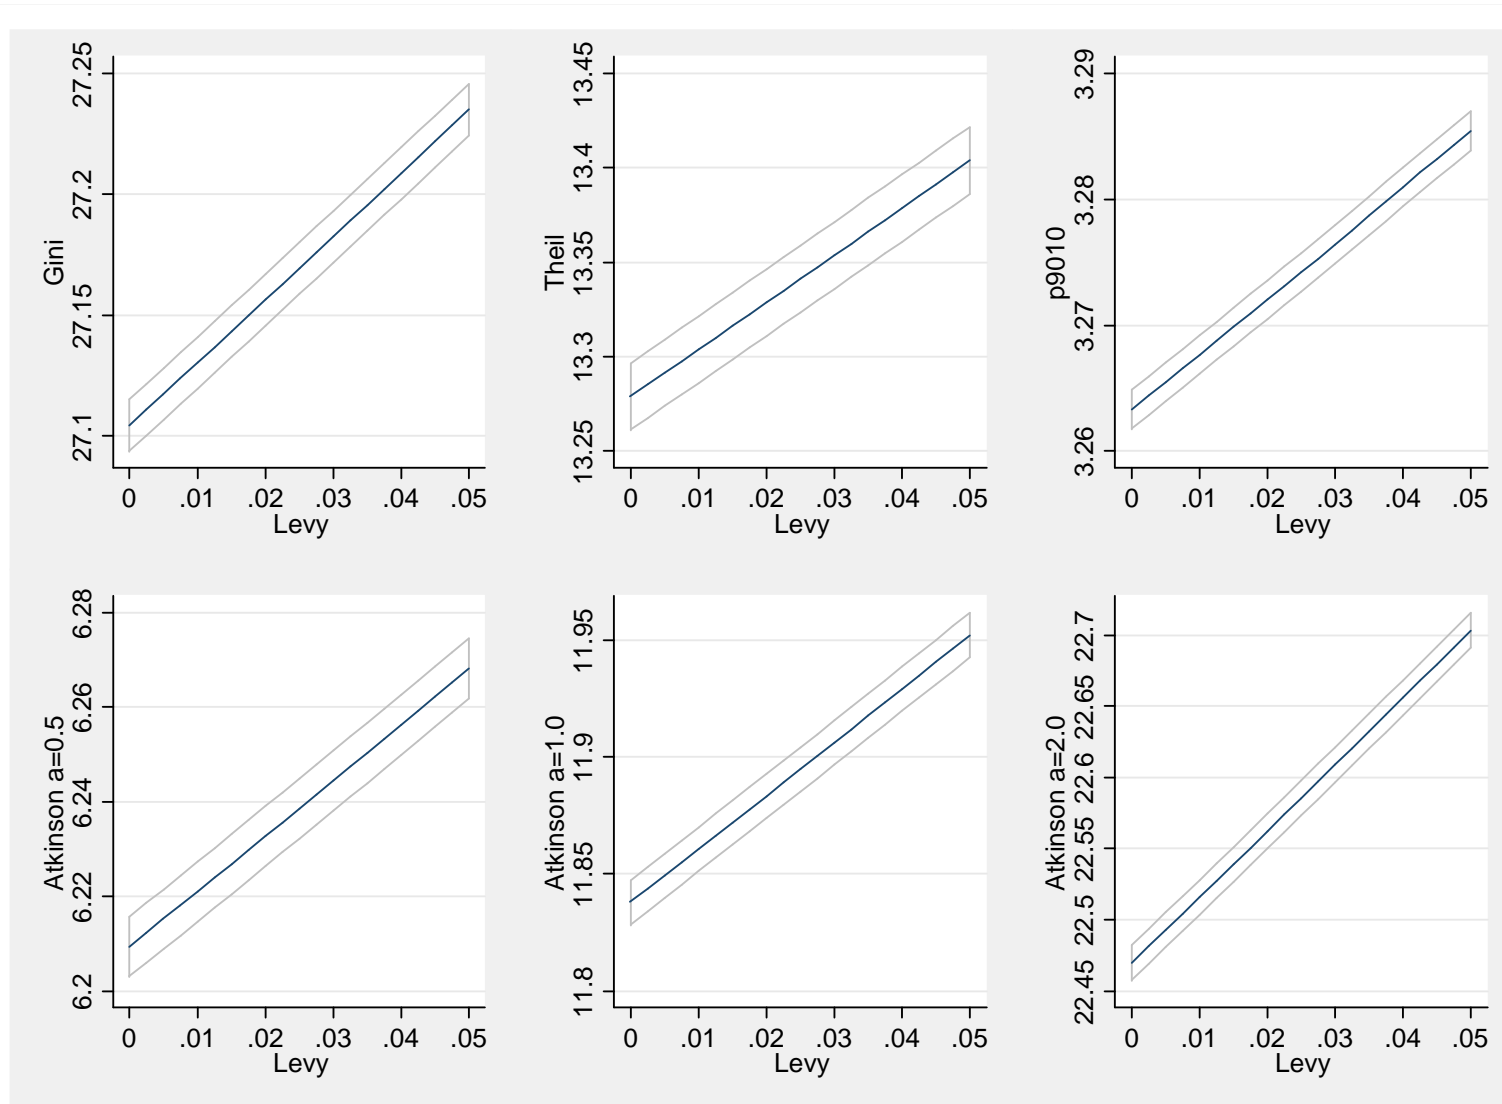 Gini
27.25
27.2
27.15
27.1
0 .01 .02 .03 .04 .05
Levy
Theil
13.45
13.4
13.35
13.3
13.25
0 .01 .02 .03 .04 .05
Levy
p9010
3.29
3.28
3.27
3.26
0 .01 .02 .03 .04 .05
Levy
Atkinson a=0.5
6.28
6.26
6.24
6.22
6.2
0 .01 .02 .03 .04 .05
Levy
Atkinson a=1.0
11.95
11.9
11.85
11.8
0 .01 .02 .03 .04 .05
Levy
Atkinson a=2.0
22.7
22.65
22.6
22.55
22.5
22.45
0 .01 .02 .03 .04 .05
Levy